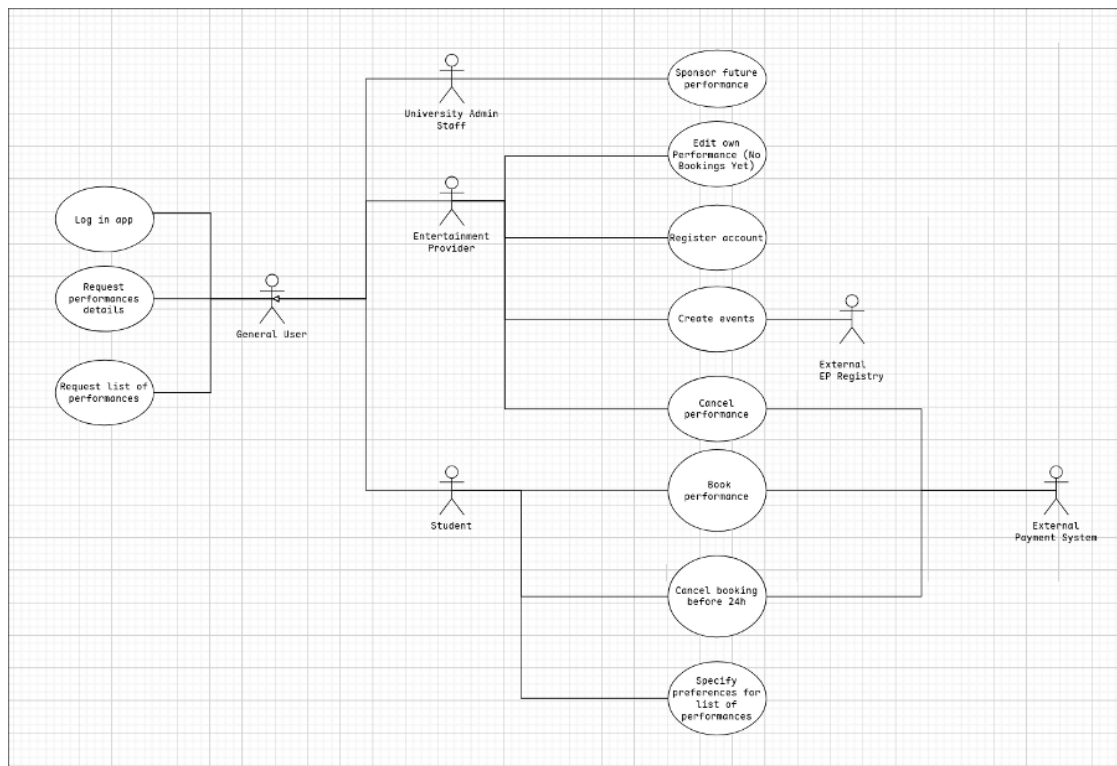 Sponsor future
performance
University Admin
Staff
Edit own
Performance (No
Bookings Yet)
Log in app
Entertainment
Provider
Register account
Request
performances
details
General User
Create events
External
EP Registry
Request list of
performances
Cancel
performance
Book
performance
Student
External
Payment System
Cancel booking
before 24h
Specify
preferences for
list of
performances